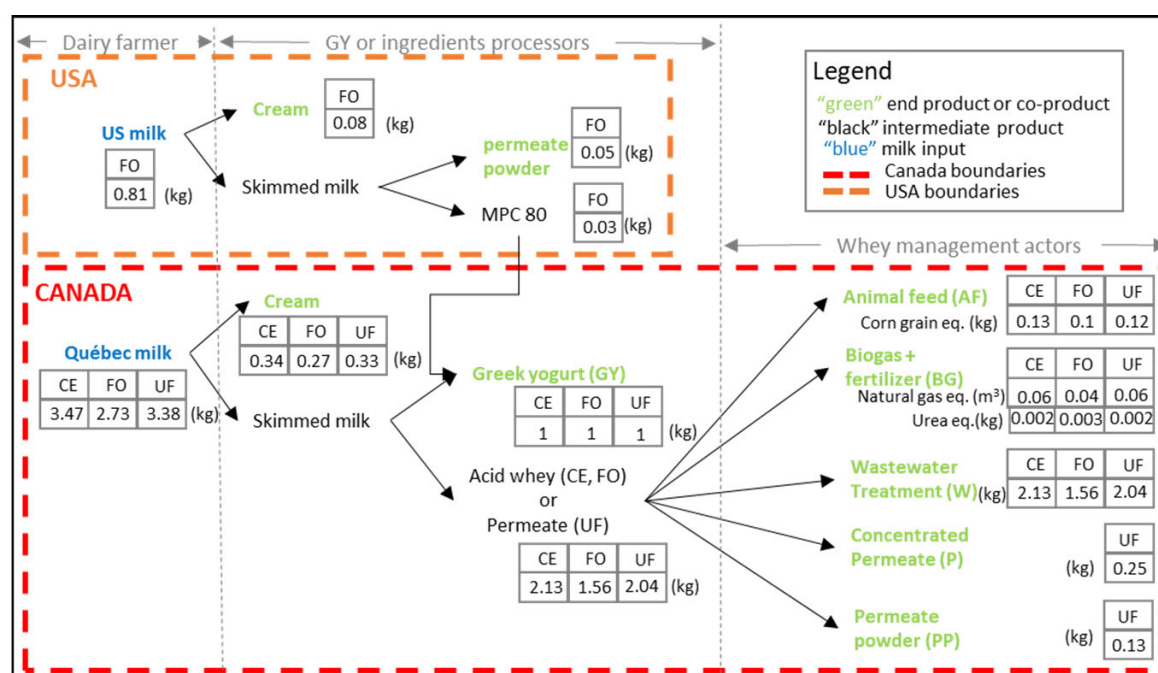 Dairy farmer
GY or ingredients processors
USA
Cream
FO
0.08 (kg)
US milk
FO
0.81 (kg)
Skimmed milk
permeate
powder
FO
0.05 (kg)
MPC 80
FO
0.03 (kg)
Legend
"green" end product or co-product
"black" intermediate product
"blue" milk input
Canada boundaries
USA boundaries
Whey management actors
CANADA
Cream
CE FO UF
0.34 0.27 0.33 (kg)
Québec milk
CE FO UF
3.47 2.73 3.38 (kg)
Skimmed milk
Greek yogurt (GY)
CE FO UF
1 1 1 (kg)
Acid whey (CE, FO)
or
Permeate (UF)
CE FO UF
2.13 1.56 2.04 (kg)
Animal feed (AF)
CE FO UF
Corn grain eq. (kg) 0.13 0.1 0.12
Biogas +
fertilizer (BG)
CE FO UF
Natural gas eq. (m³) 0.06 0.04 0.06
Urea eq.(kg) 0.002 0.003 0.002
Wastewater
Treatment (W)
CE FO UF
(kg) 2.13 1.56 2.04
Concentrated
Permeate (P)
UF
(kg) 0.25
Permeate
powder (PP)
UF
(kg) 0.13